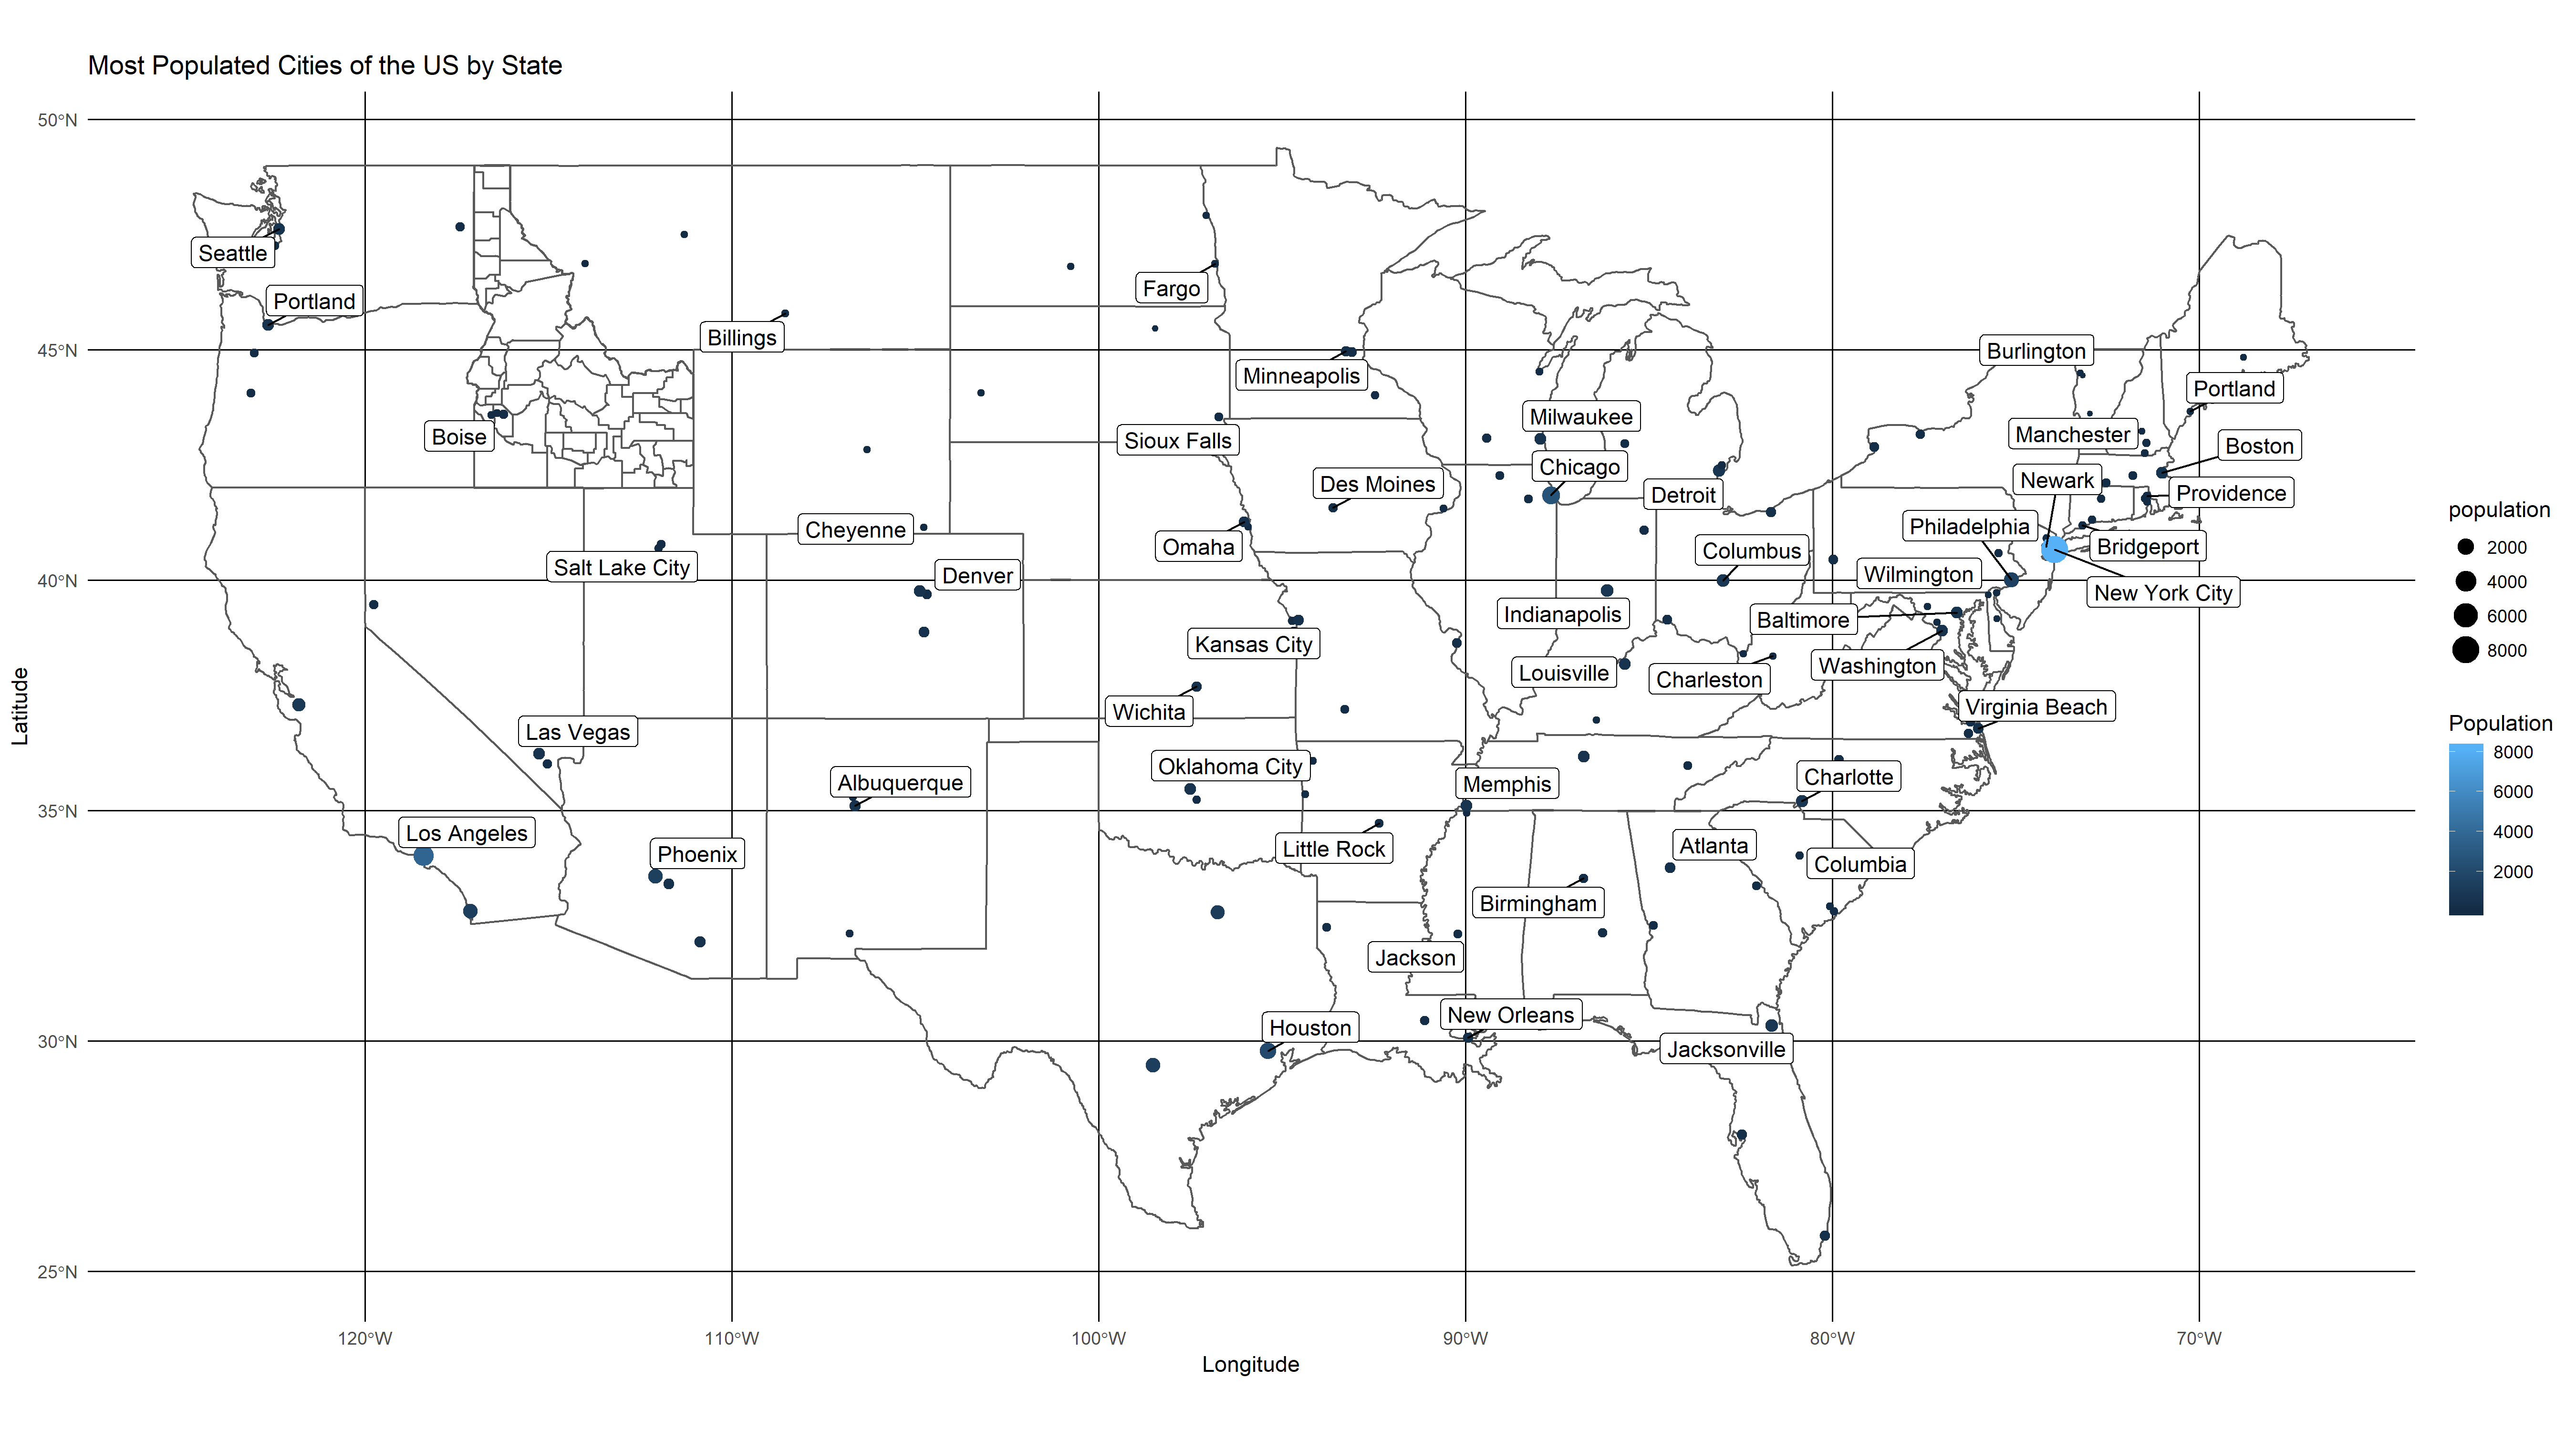 Most Populated Cities of the US by State
50°N
45°N
40°N
35°N
30°N
25°N
Latitude
Seattle
Portland
Fargo
Billings
Minneapolis
Burlington
Portland
Boise
Sioux Falls
Milwaukee
Manchester
Boston
Chicago
Des Moines
Detroit
Newark
Providence
Cheyenne
Omaha
Philadelphia
Bridgeport
Salt Lake City
Denver
Columbus
Wilmington
New York City
Indianapolis
Baltimore
Kansas City
Louisville
Charleston
Washington
Wichita
Virginia Beach
Las Vegas
Oklahoma City
Albuquerque
Memphis
Charlotte
Los Angeles
Phoenix
Little Rock
Atlanta
Columbia
Birmingham
Jackson
New Orleans
Houston
Jacksonville
120°W
110°W
100°W
90°W
80°W
70°W
Longitude
population
2000
4000
6000
8000
Population
8000
6000
4000
2000